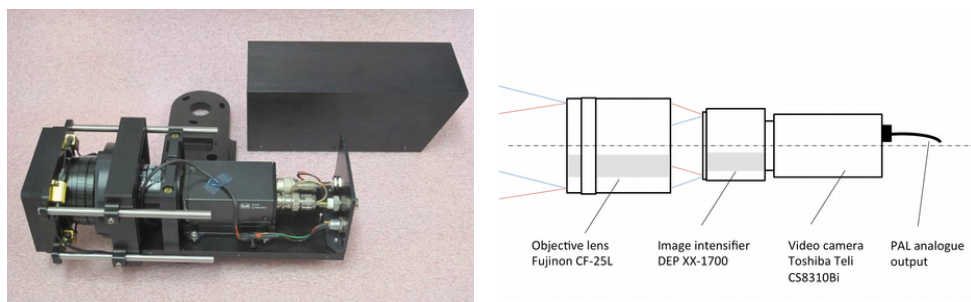 Objective lens
Fujinon CF-25L
Image intensifier
DEP XX-1700
Video camera
Toshiba Teli
CS8310Bi
PAL analogue
output